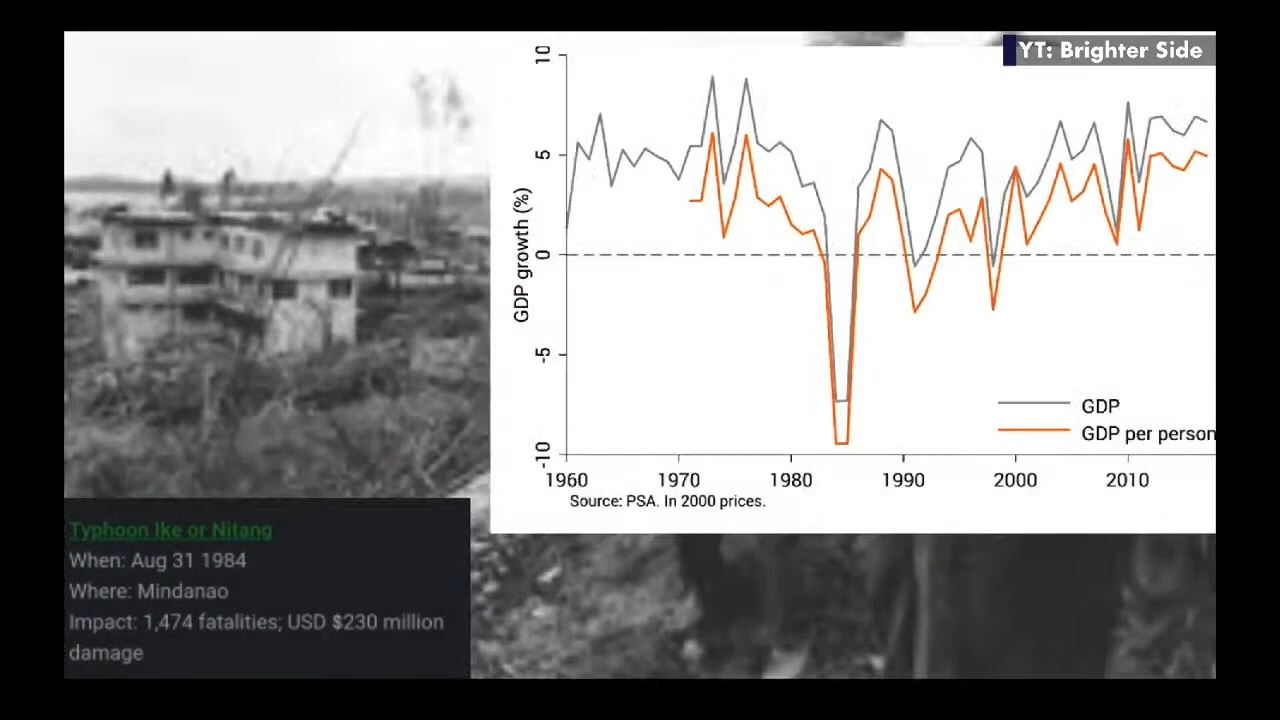 YT: Brighter Side
10
5
0
-5
-10
GDP growth (%)
GDP
GDP per person
1960 1970 1980 1990 2000 2010
Source: PSA. In 2000 prices.
Typhoon Ike or Nitang
When: Aug 31 1984
Where: Mindanao
Impact: 1,474 fatalities; USD $230 million
damage